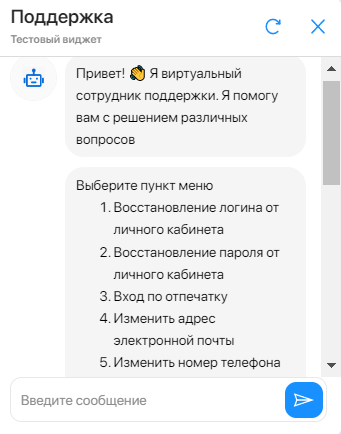 Поддержка
Тестовый виджет
Привет! 👏 Я виртуальный
сотрудник поддержки. Я помогу
вам с решением различных
вопросов
Выберите пункт меню
1. Восстановление логина от
личного кабинета
2. Восстановление пароля от
личного кабинета
3. Вход по отпечатку
4. Изменить адрес
электронной почты
5. Изменить номер телефона
Введите сообщение